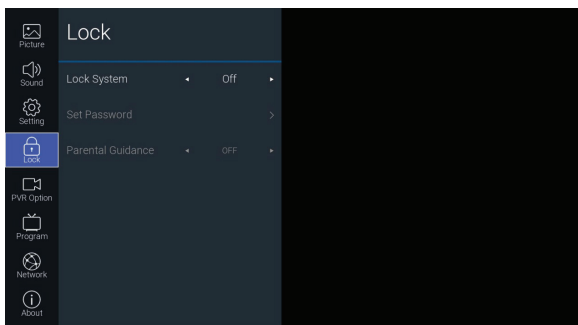 Picture
Sound
Setting
Lock
PVR Option
Program
Network
About
Lock
Lock System Off
Set Password
Parental Guidance OFF